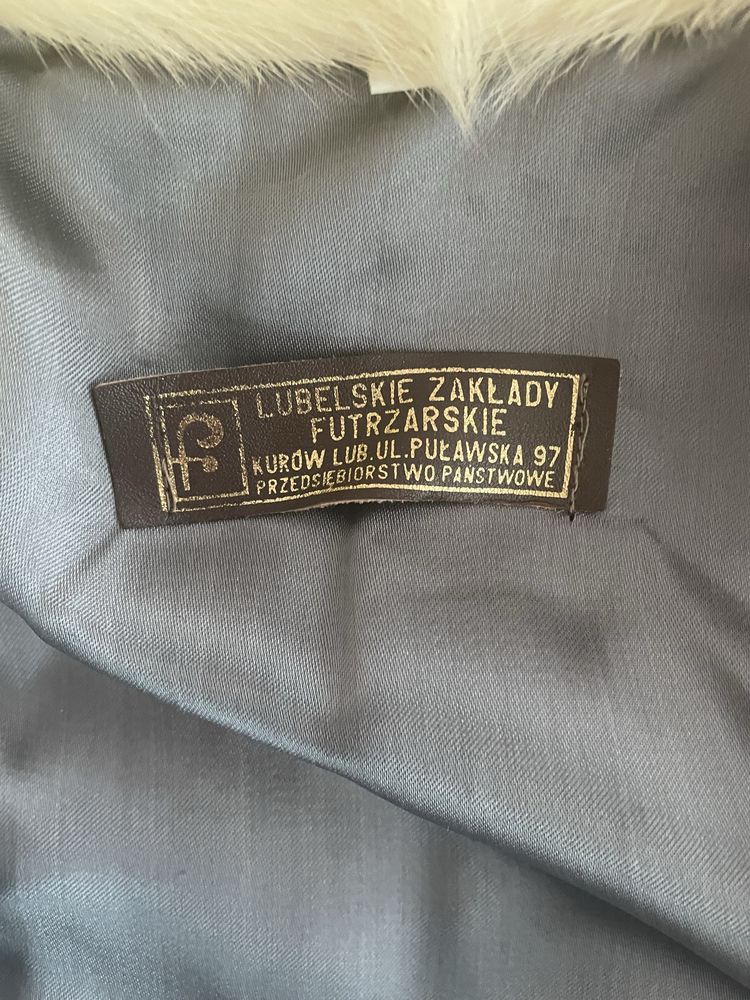 LUBELSKIE ZAKŁADY
FUTRZARSKIE
KURÓW LUB. UL. PUŁAWSKA 97
PRZEDSIĘBIORSTWO PAŃSTWOWE